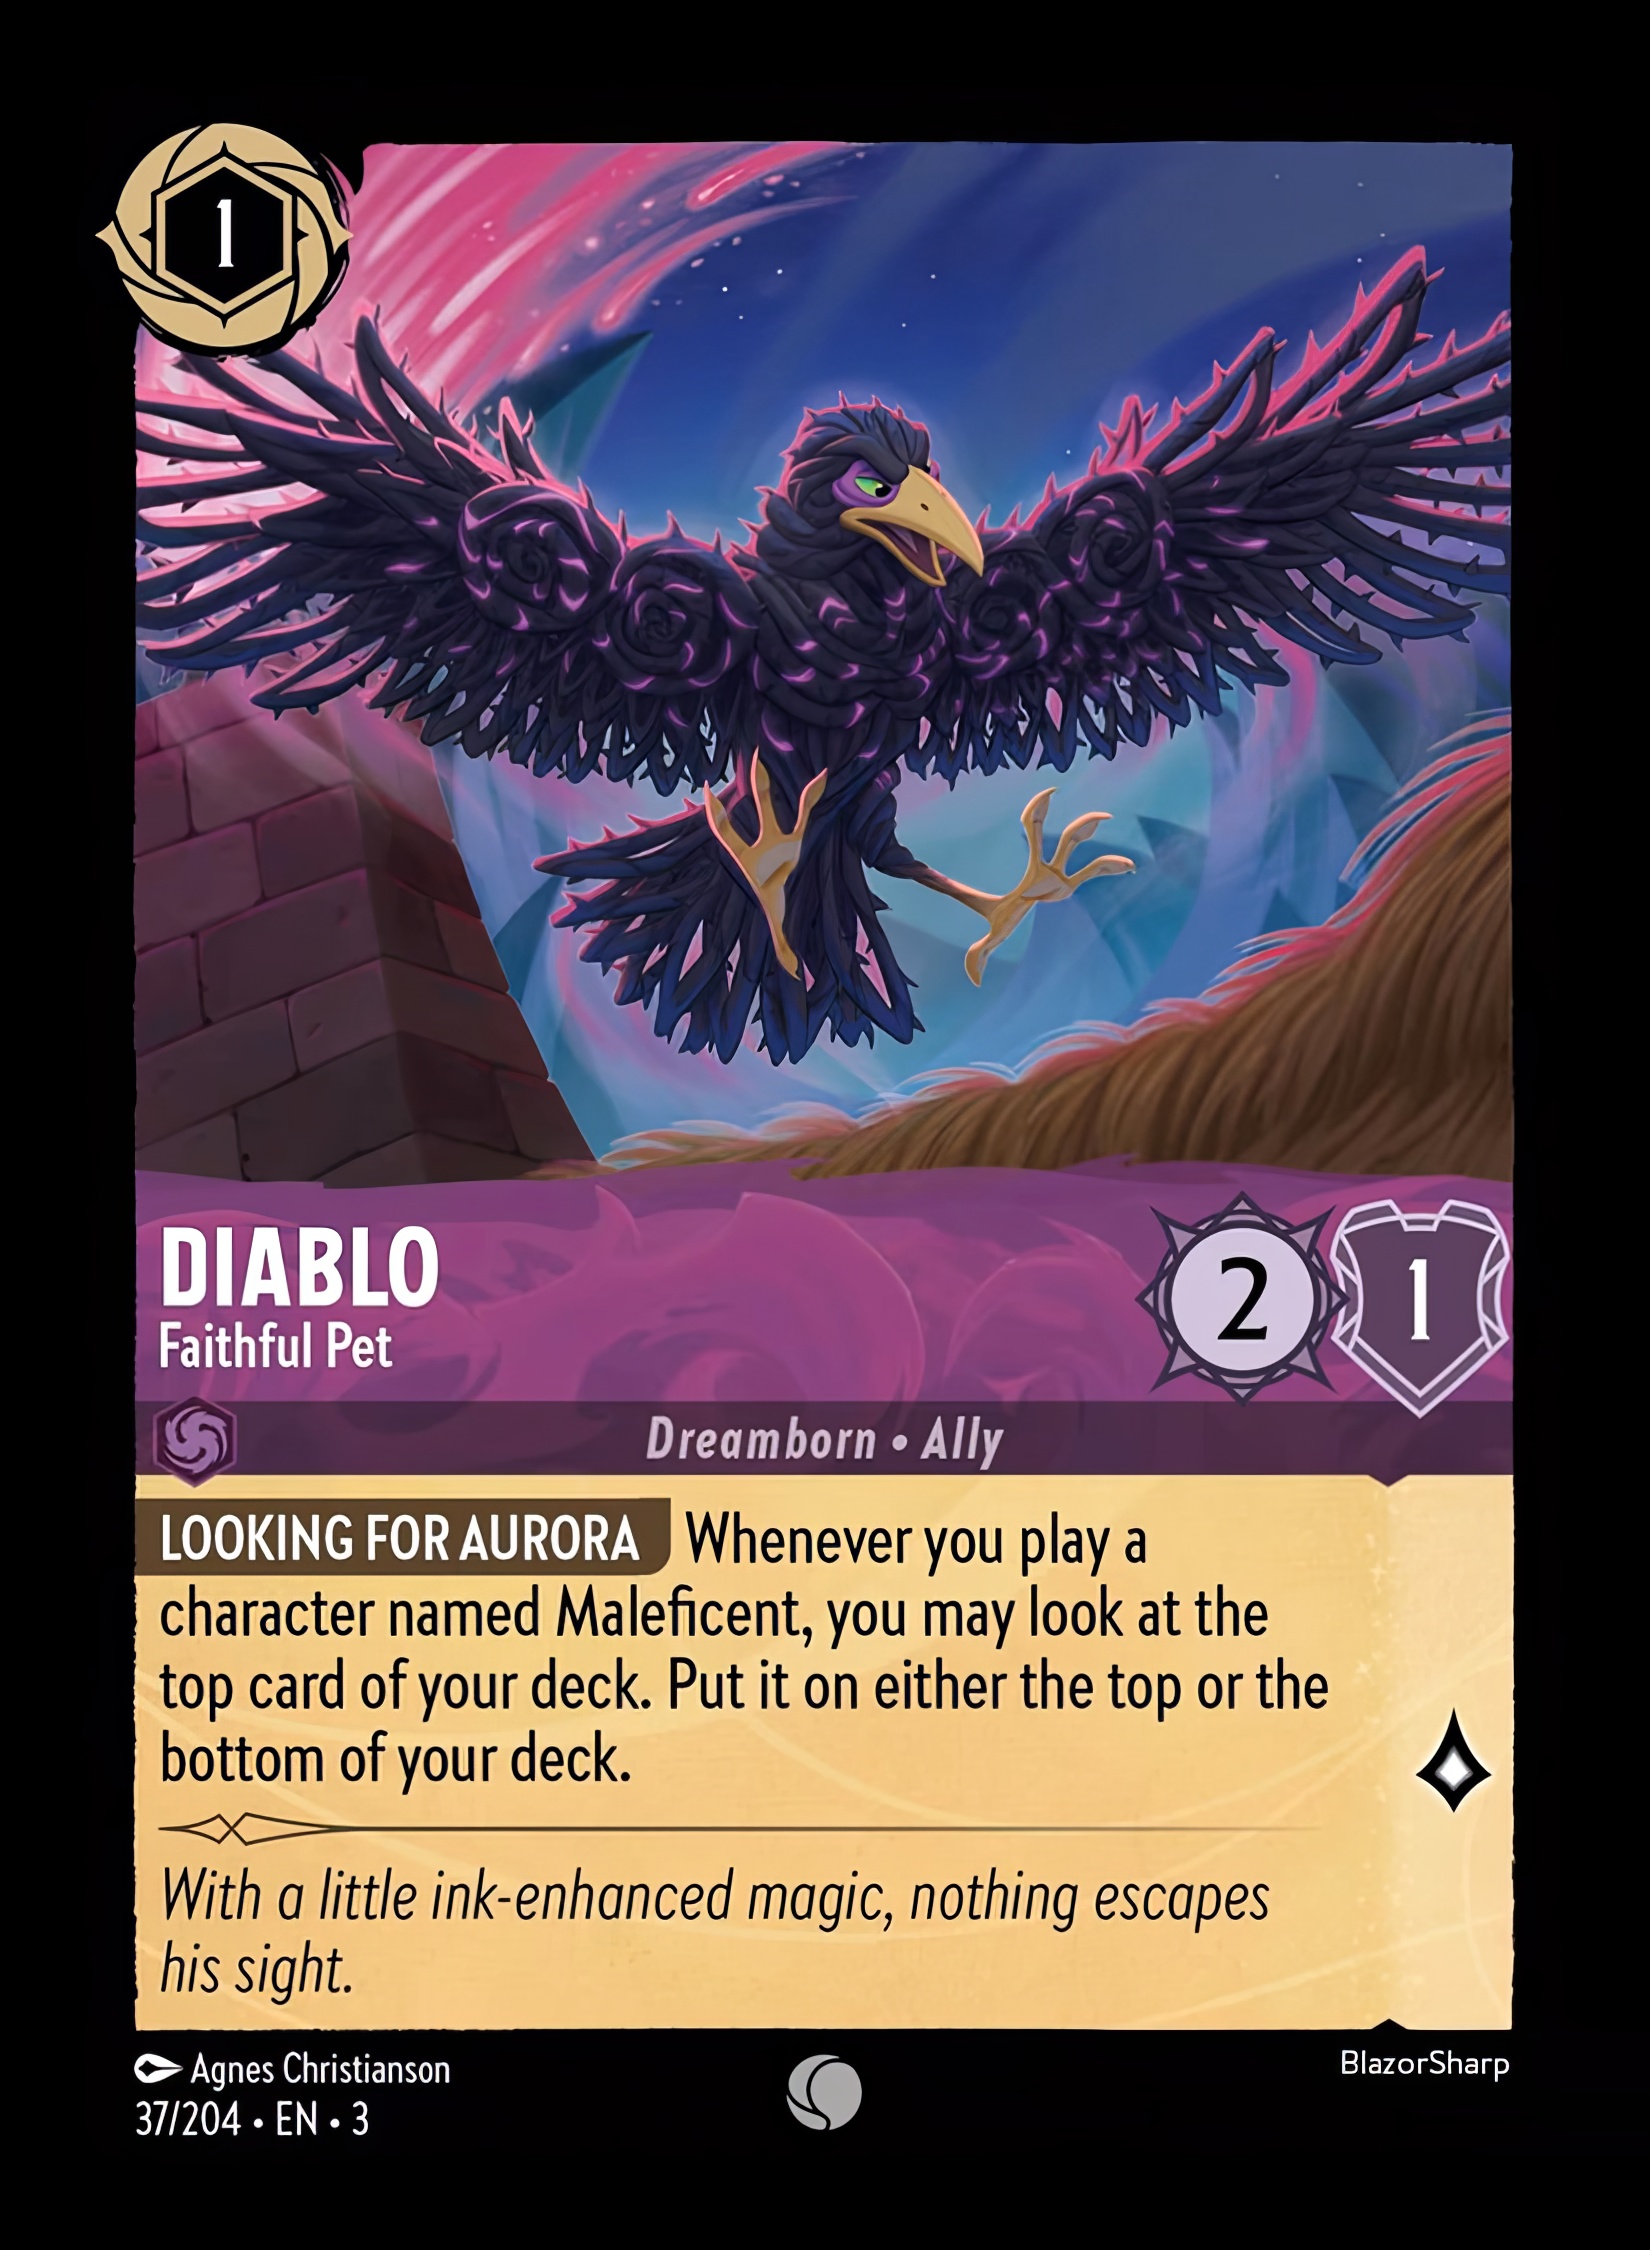 1
DIABLO
Faithful Pet
2
1
Dreamborn • Ally
LOOKING FOR AURORA Whenever you play a
character named Maleficent, you may look at the
top card of your deck. Put it on either the top or the
bottom of your deck.
With a little ink-enhanced magic, nothing escapes
his sight.
Agnes Christianson
BlazorSharp
37/204 • EN • 3